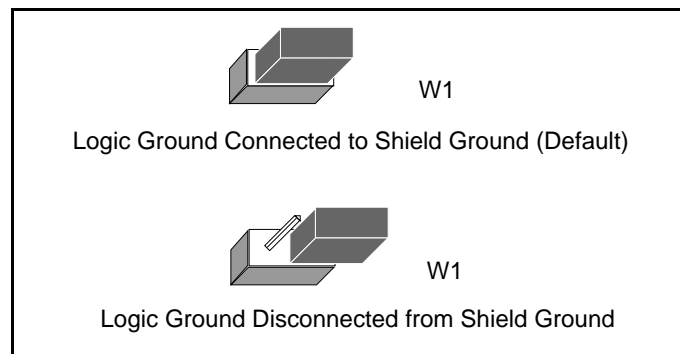 W1
Logic Ground Connected to Shield Ground (Default)
W1
Logic Ground Disconnected from Shield Ground